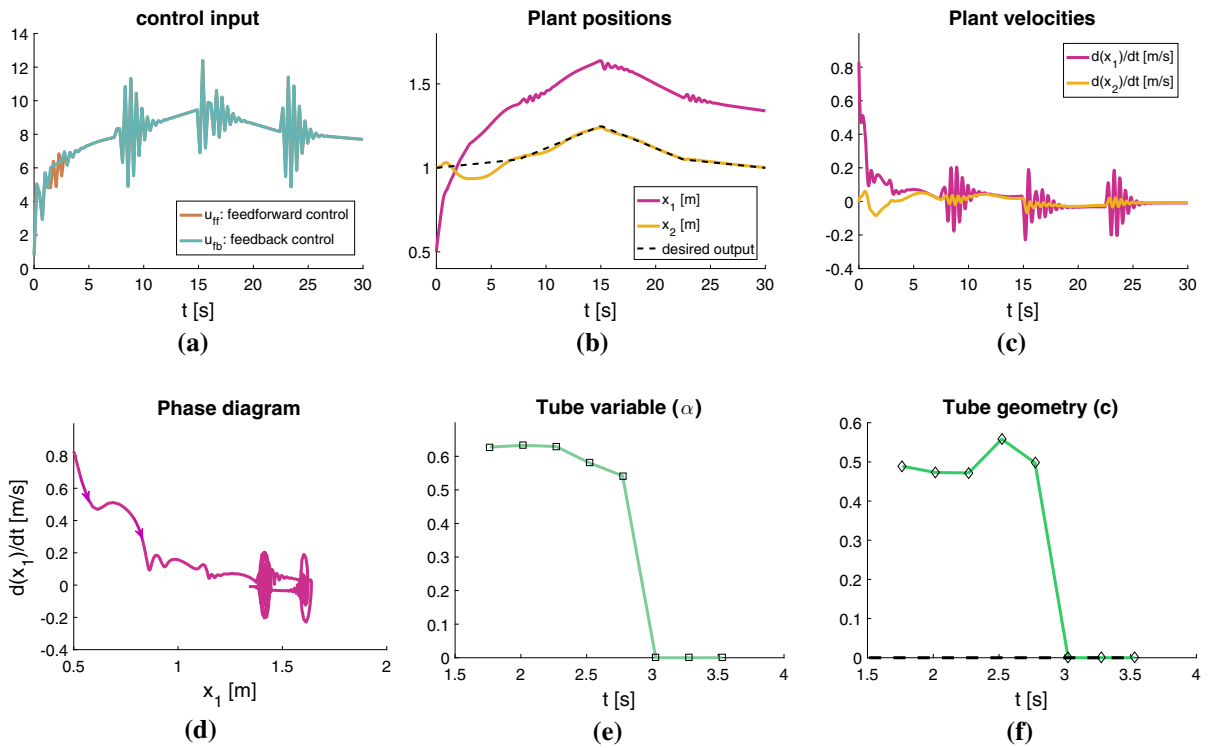 control input
14
12
10
8
6
4
2
0
u_ff: feedforward control
u_fb: feedback control
0 5 10 15 20 25 30
t [s]
(a)
Plant positions
1.5
1
0.5
x_1 [m]
x_2 [m]
desired output
0 5 10 15 20 25 30
t [s]
(b)
Plant velocities
d(x_1)/dt [m/s]
d(x_2)/dt [m/s]
0.8
0.6
0.4
0.2
0
-0.2
-0.4
0 5 10 15 20 25 30
t [s]
(c)
Phase diagram
d(x_1)/dt [m/s]
0.8
0.6
0.4
0.2
0
-0.2
-0.4
0.5 1 1.5 2
x_1 [m]
(d)
Tube variable (α)
0.6
0.5
0.4
0.3
0.2
0.1
0
1.5 2 2.5 3 3.5 4
t [s]
(e)
Tube geometry (c)
0.6
0.5
0.4
0.3
0.2
0.1
0
1.5 2 2.5 3 3.5 4
t [s]
(f)